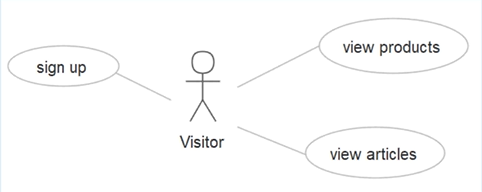 view products
sign up
Visitor
view articles